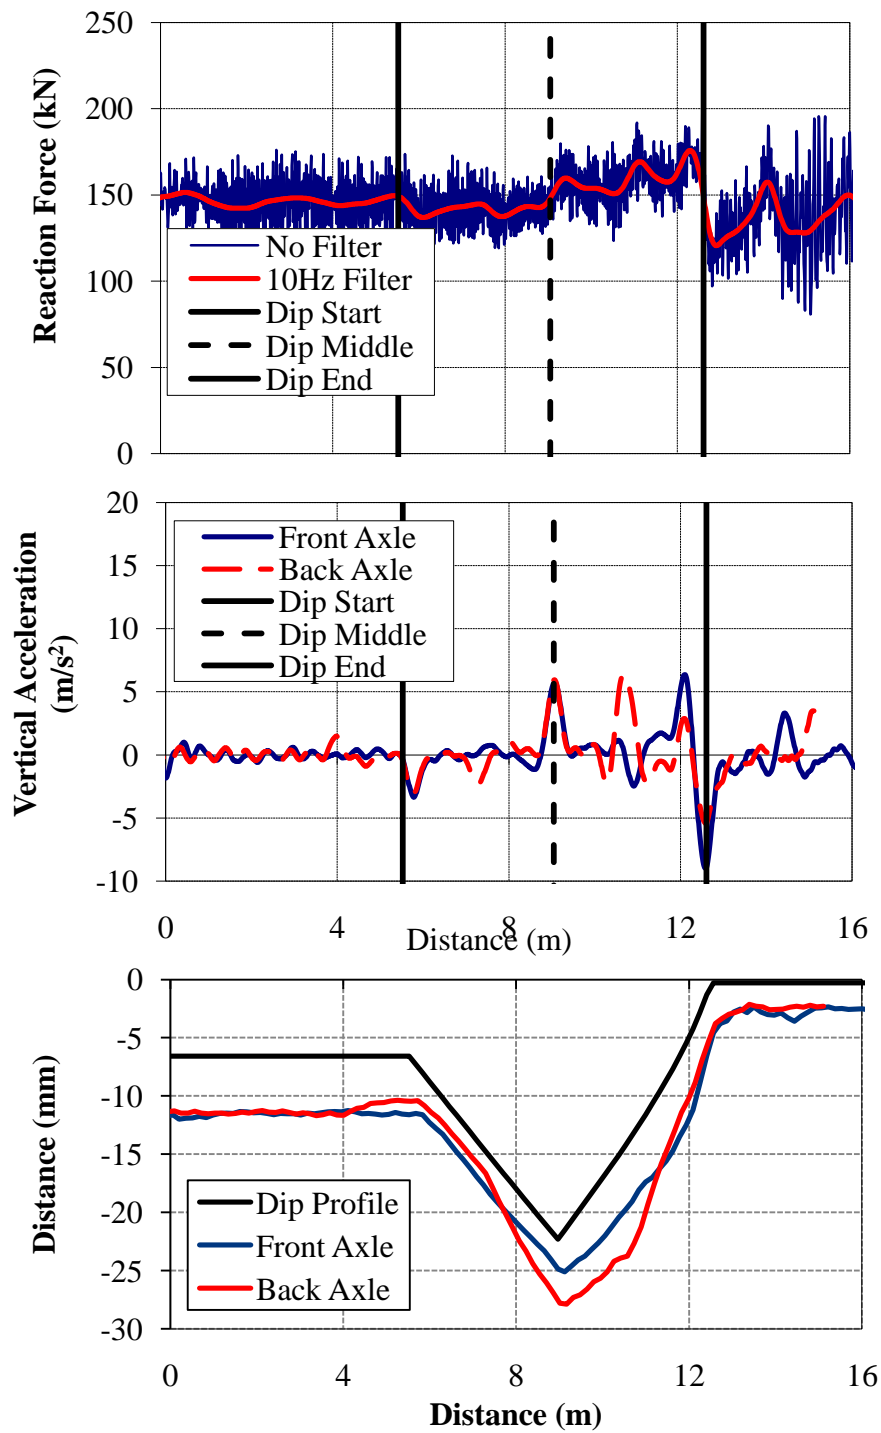 250
200
150
100
50
0
Reaction Force (kN)
No Filter
10Hz Filter
Dip Start
Dip Middle
Dip End
20
15
10
5
0
-5
-10
Vertical Acceleration
(m/s²)
Front Axle
Back Axle
Dip Start
Dip Middle
Dip End
0 4 8 12 16
Distance (m)
0
-5
-10
-15
-20
-25
-30
Distance (mm)
Dip Profile
Front Axle
Back Axle
0 4 8 12 16
Distance (m)